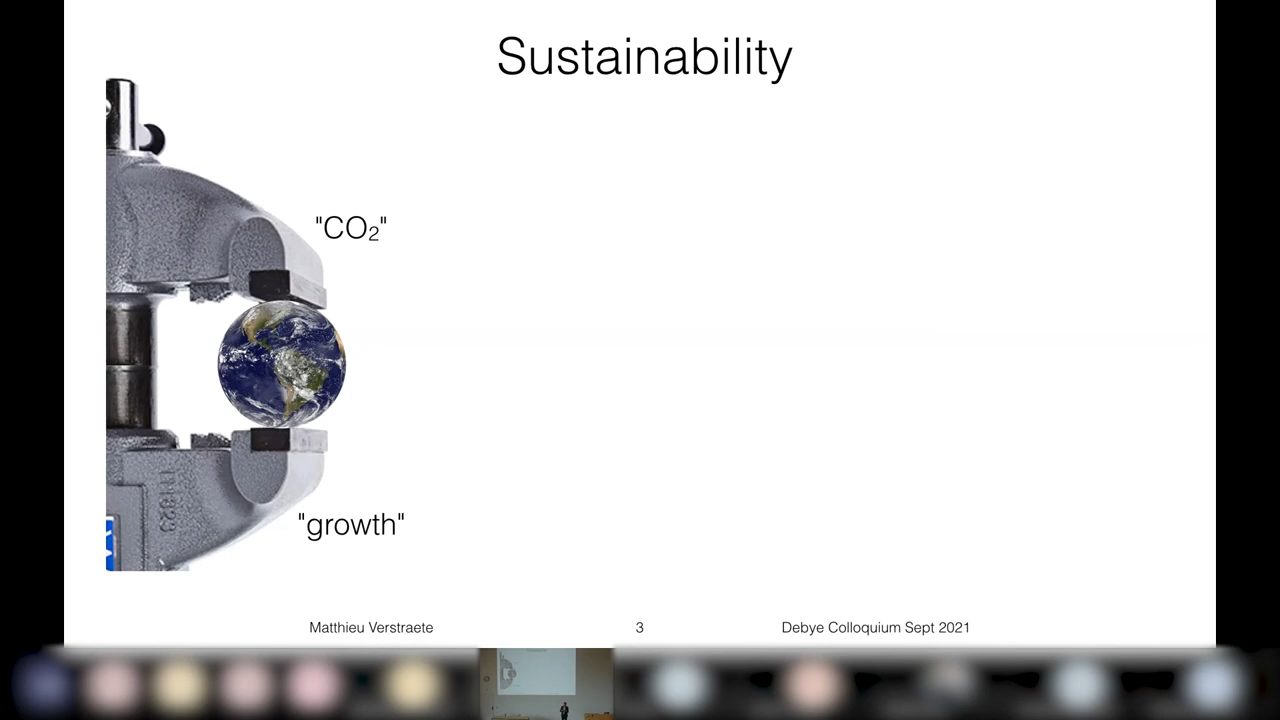 Sustainability
"CO₂"
"growth"
Matthieu Verstraete
3
Debye Colloquium Sept 2021